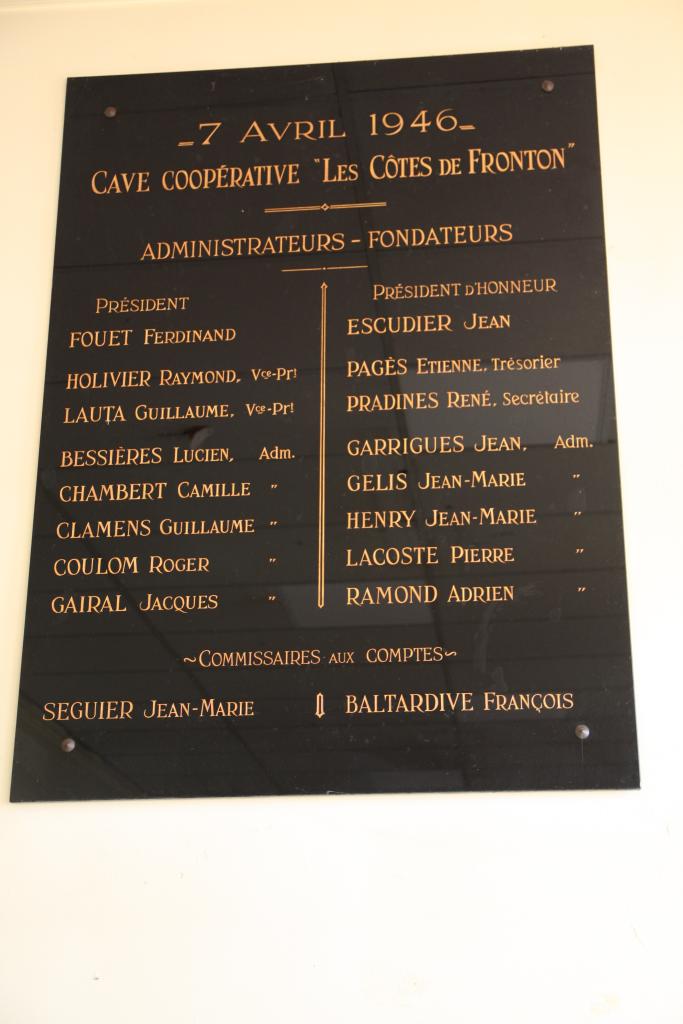 7 AVRIL 1946
CAVE COOPÉRATIVE "LES CÔTES DE FRONTON"
ADMINISTRATEURS - FONDATEURS
PRÉSIDENT
FOUET FERDINAND
HOLIVIER RAYMOND, Vce-Prt
LAUTA GUILLAUME, Vce-Prt
BESSIÈRES LUCIEN, Adm.
CHAMBERT CAMILLE "
CLAMENS GUILLAUME "
COULOM ROGER "
GAIRAL JACQUES "
PRÉSIDENT D'HONNEUR
ESCUDIER JEAN
PAGÈS ETIENNE, Trésorier
PRADINES RENÉ, Secrétaire
GARRIGUES JEAN, Adm.
GELIS JEAN-MARIE "
HENRY JEAN-MARIE "
LACOSTE PIERRE "
RAMOND ADRIEN "
~COMMISSAIRES AUX COMPTES~
SEGUIER JEAN-MARIE
BALTARDIVE FRANÇOIS